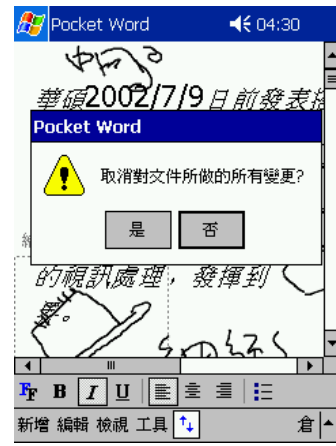 Pocket Word 04:30
華碩2002/7/9日前發表
Pocket Word
取消對文件所做的所有變更?
是 否
的視訊處理，發揮到
FF B I U
新增 編輯 檢視 工具 倉